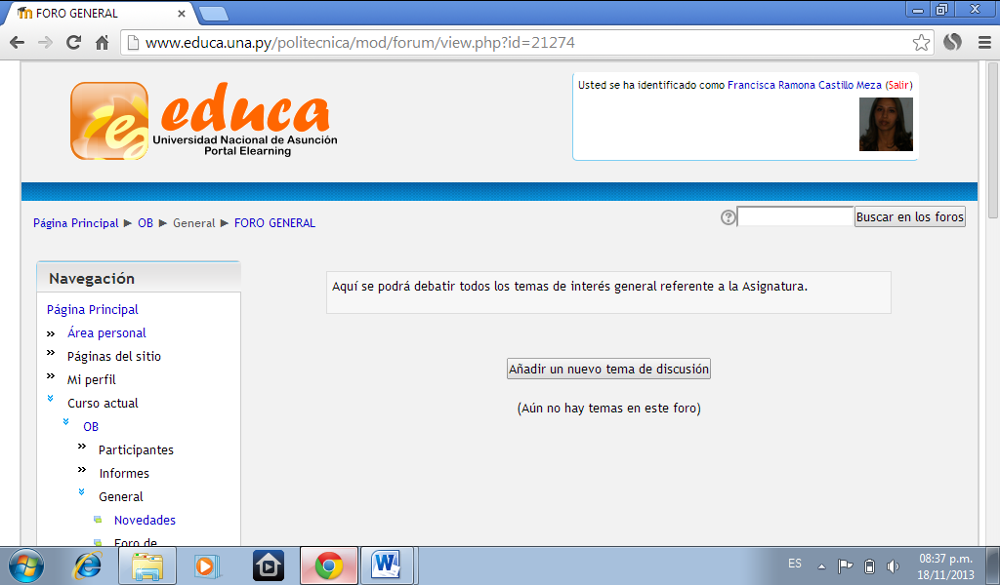 FORO GENERAL
www.educa.una.py/politecnica/mod/forum/view.php?id=21274
educa
Universidad Nacional de Asunción
Portal Elearning
Usted se ha identificado como Francisca Ramona Castillo Meza (Salir)
Página Principal ► OB ► General ► FORO GENERAL
Buscar en los foros
Navegación
Página Principal
Área personal
Páginas del sitio
Mi perfil
Curso actual
OB
Participantes
Informes
General
Novedades
Foro de
Aquí se podrá debatir todos los temas de interés general referente a la Asignatura.
Añadir un nuevo tema de discusión
(Aún no hay temas en este foro)
ES
08:37 p.m.
18/11/2013